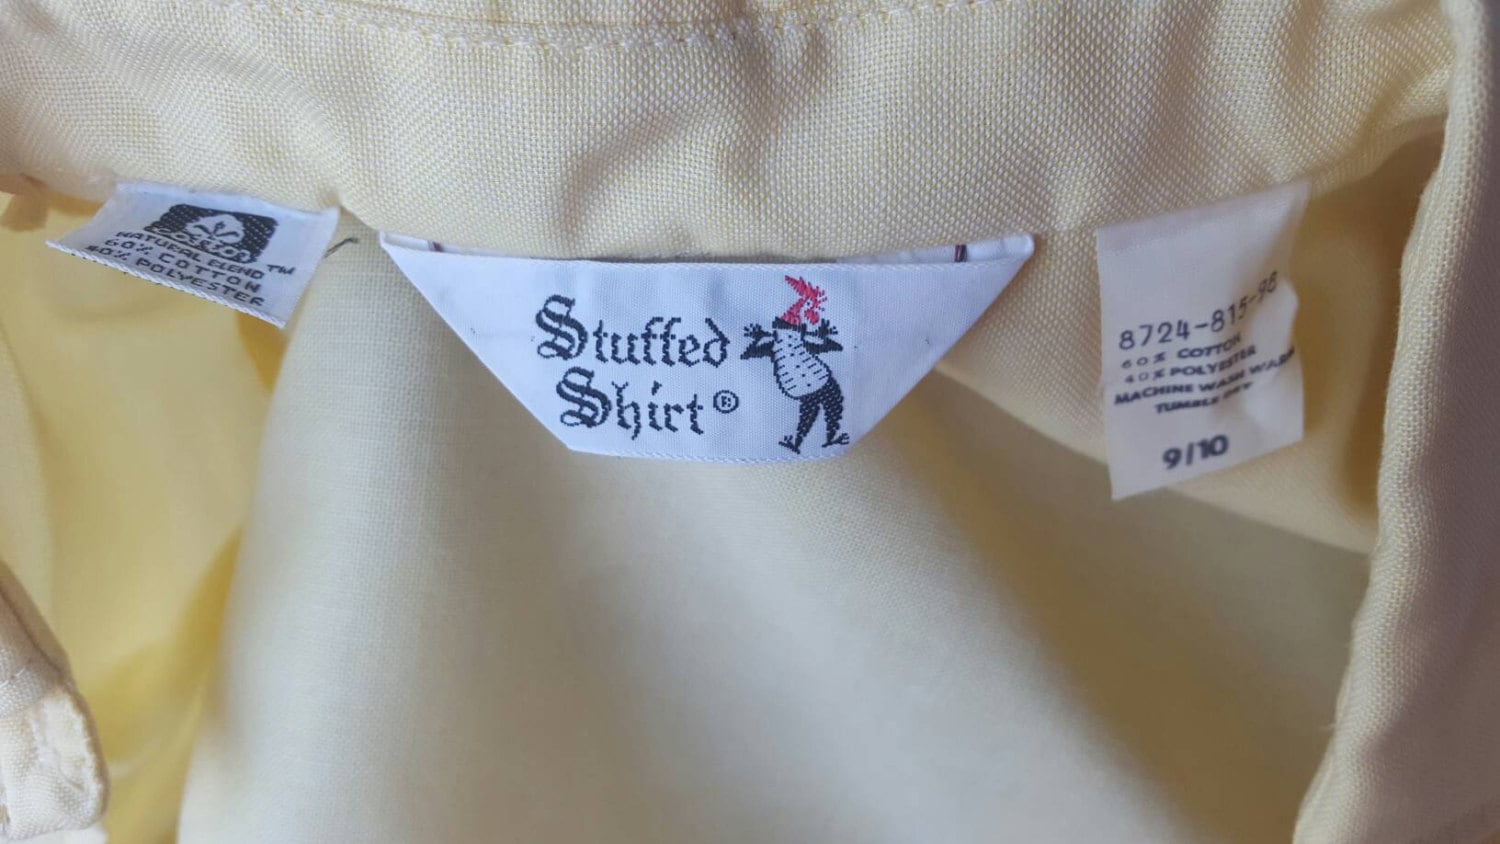 NATURAL BLEND™
60% COTTON
40% POLYESTER
Stuffed
Shirt®
8724-815-98
60% COTTON
40% POLYESTER
MACHINE WASH WARM
TUMBLE DRY
9/10